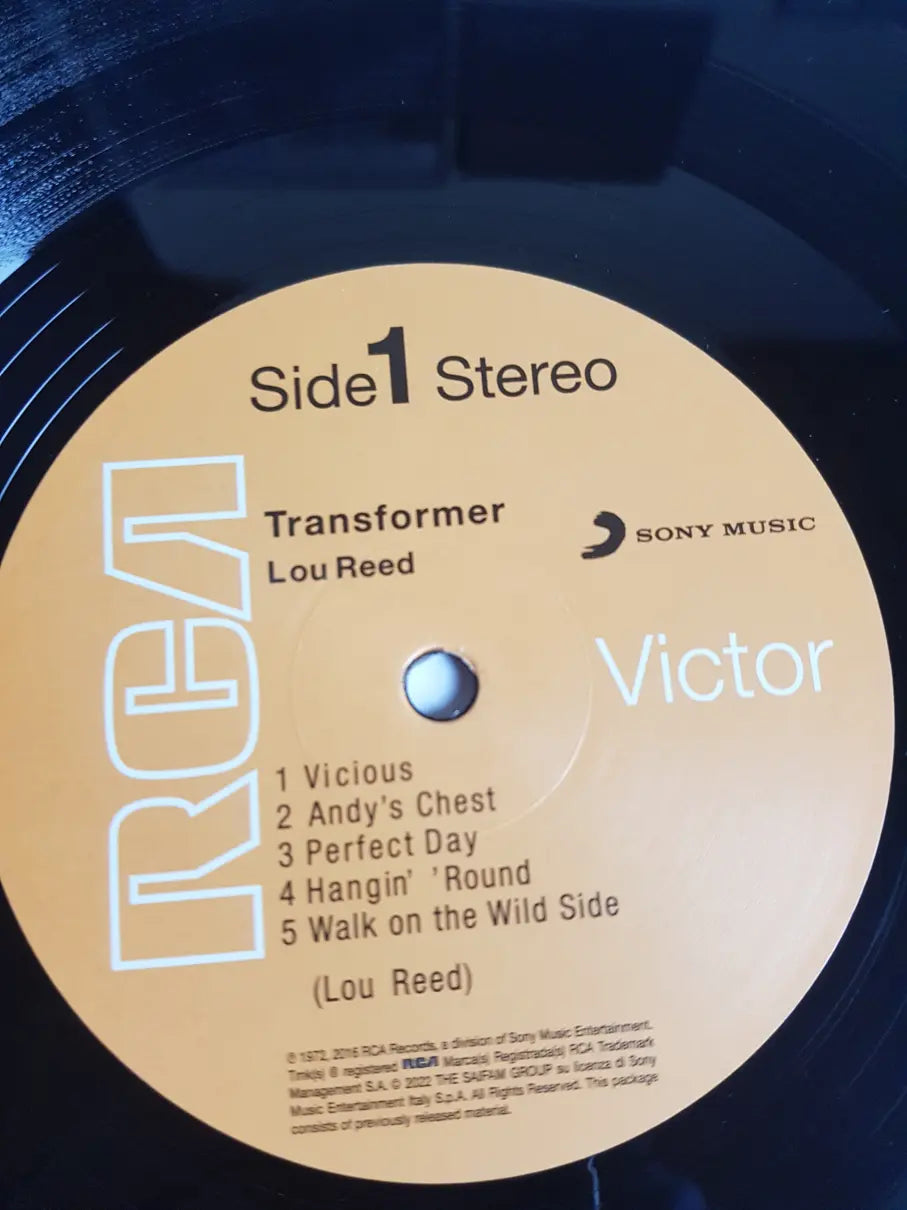 Side 1 Stereo
RCA
Transformer
Lou Reed
SONY MUSIC
Victor
1 Vicious
2 Andy's Chest
3 Perfect Day
4 Hangin' 'Round
5 Walk on the Wild Side
(Lou Reed)
℗ 1972, 2016 RCA Records, a division of Sony Music Entertainment.
Tmk(s) ® registered RCA Marca(s) Registrada(s) RCA Trademark
Management S.A. © 2022 THE SAIFAM GROUP su licenza di Sony
Music Entertainment Italy S.p.A. All Rights Reserved. This package
consists of previously released material.